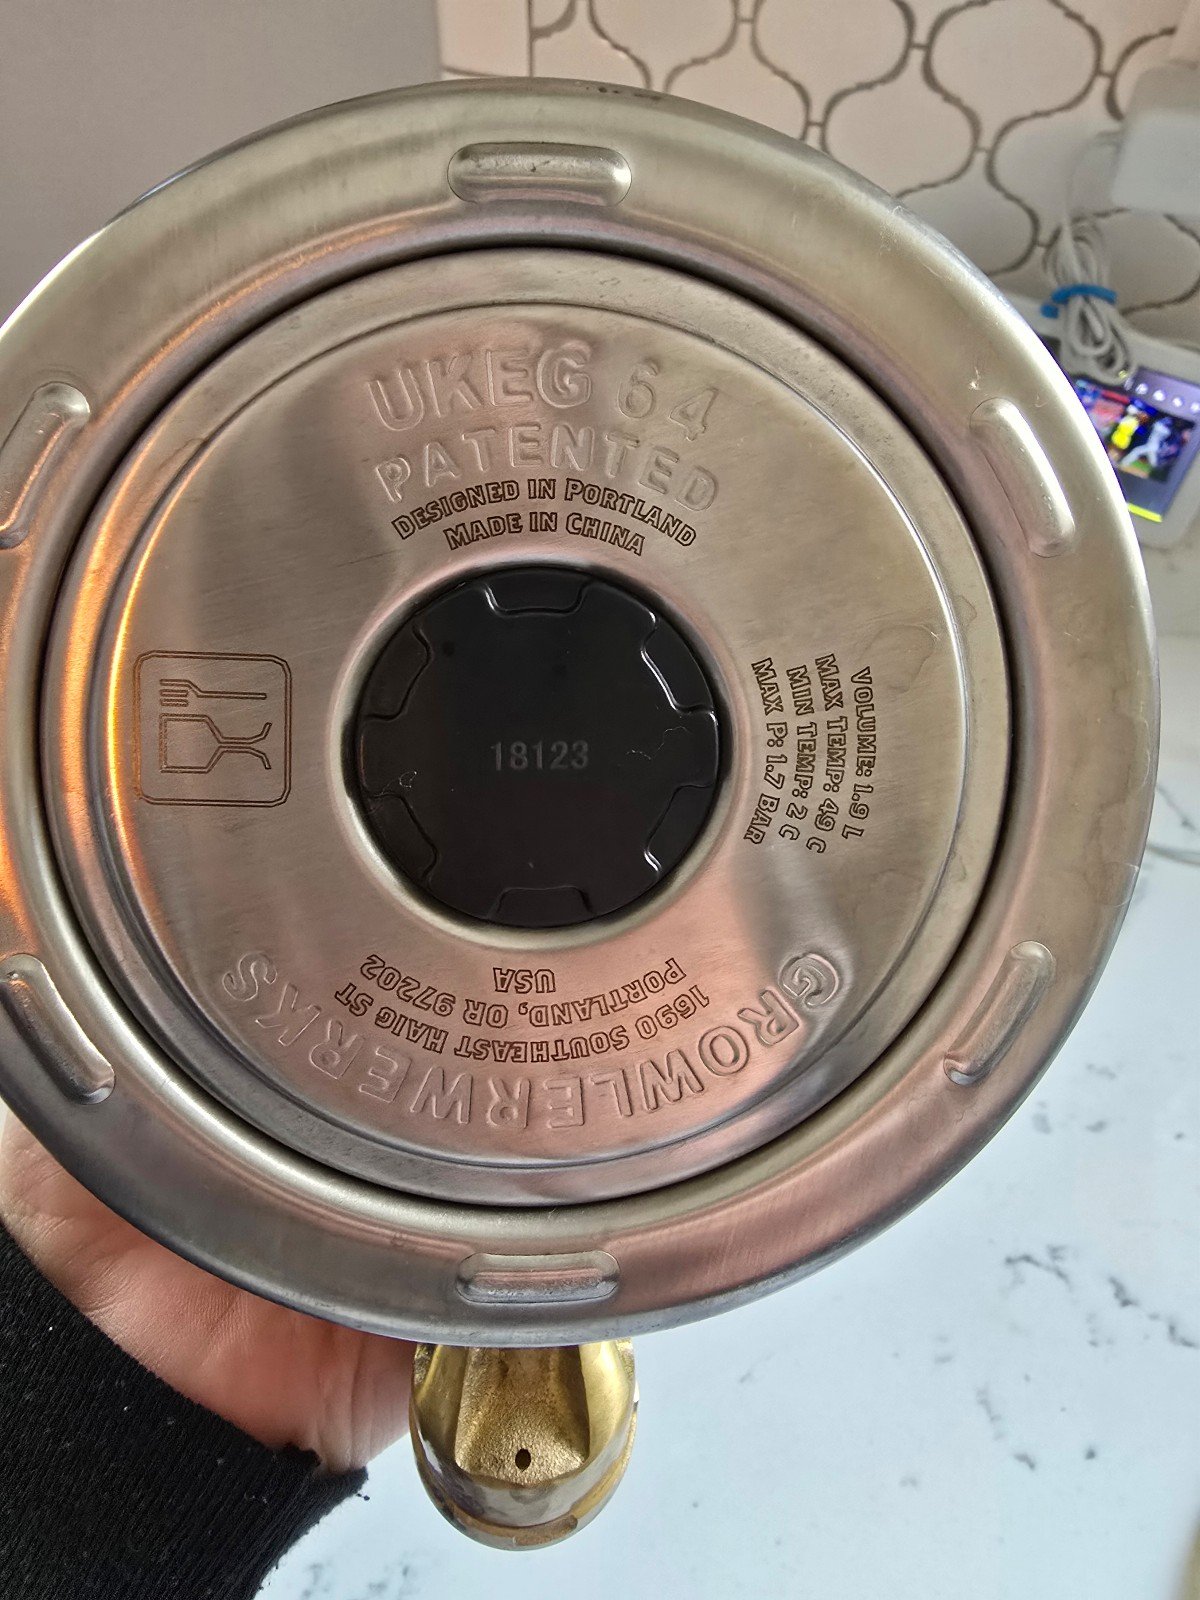 UKEG 64
PATENTED
DESIGNED IN PORTLAND
MADE IN CHINA
18123
VOLUME: 1.9 L
MAX TEMP: 49 C
MIN TEMP: 2 C
MAX P: 1.7 BAR
GROWLERWERKS
1690 SOUTHEAST HAIG ST
PORTLAND, OR 97202
USA